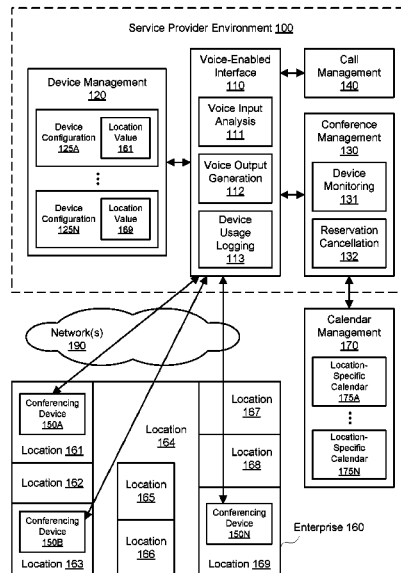 Service Provider Environment 100
Device Management
120
Device
Configuration
125A
Location
Value
161
Device
Configuration
125N
Location
Value
169
Voice-Enabled
Interface
110
Voice Input
Analysis
111
Voice Output
Generation
112
Device
Usage
Logging
113
Call
Management
140
Conference
Management
130
Device
Monitoring
131
Reservation
Cancellation
132
Network(s)
190
Calendar
Management
170
Location-
Specific
Calendar
175A
Location-
Specific
Calendar
175N
Conferencing
Device
150A
Location 161
Location
162
Conferencing
Device
150B
Location 163
Location
164
Location
165
Location
166
Location
167
Location
168
Conferencing
Device
150N
Location 169
Enterprise 160